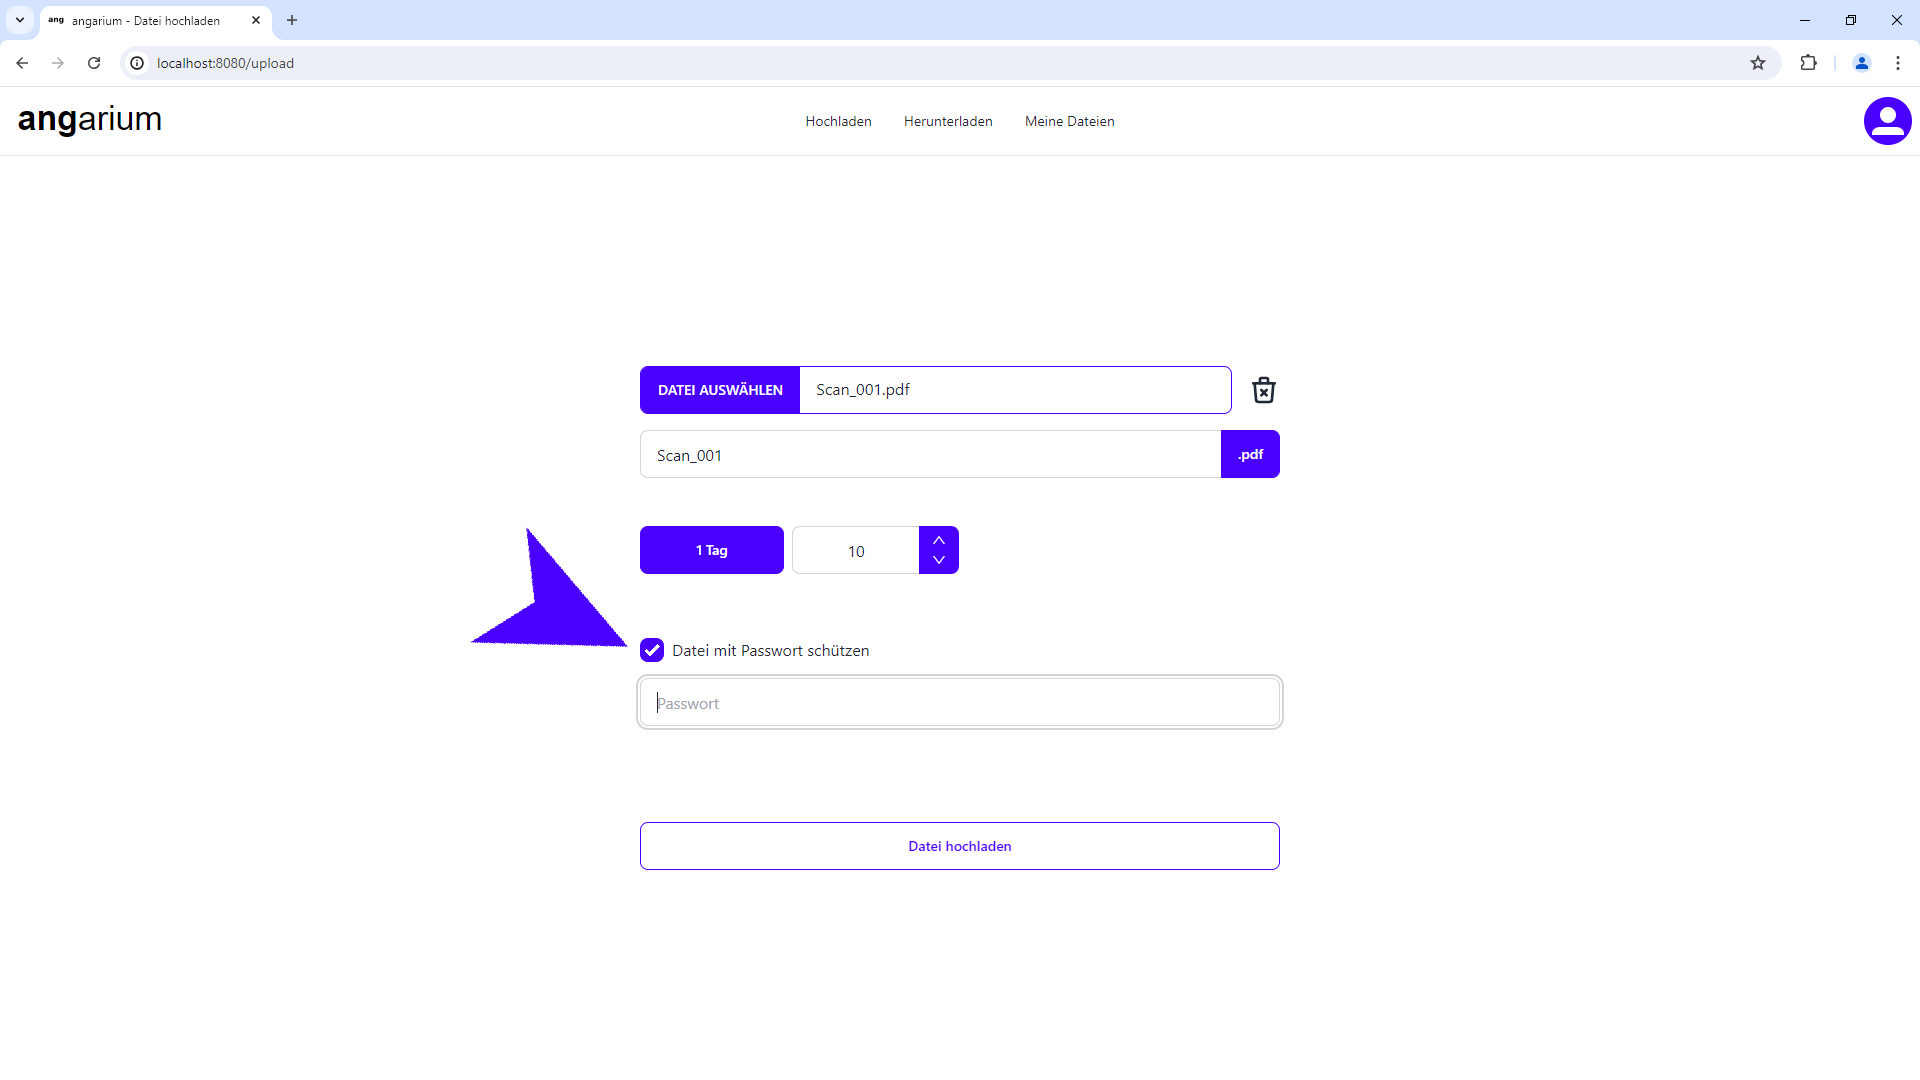 ang angarium - Datei hochladen
localhost:8080/upload
angarium
Hochladen Herunterladen Meine Dateien
DATEI AUSWÄHLEN Scan_001.pdf
Scan_001 .pdf
1 Tag 10
Datei mit Passwort schützen
Passwort
Datei hochladen